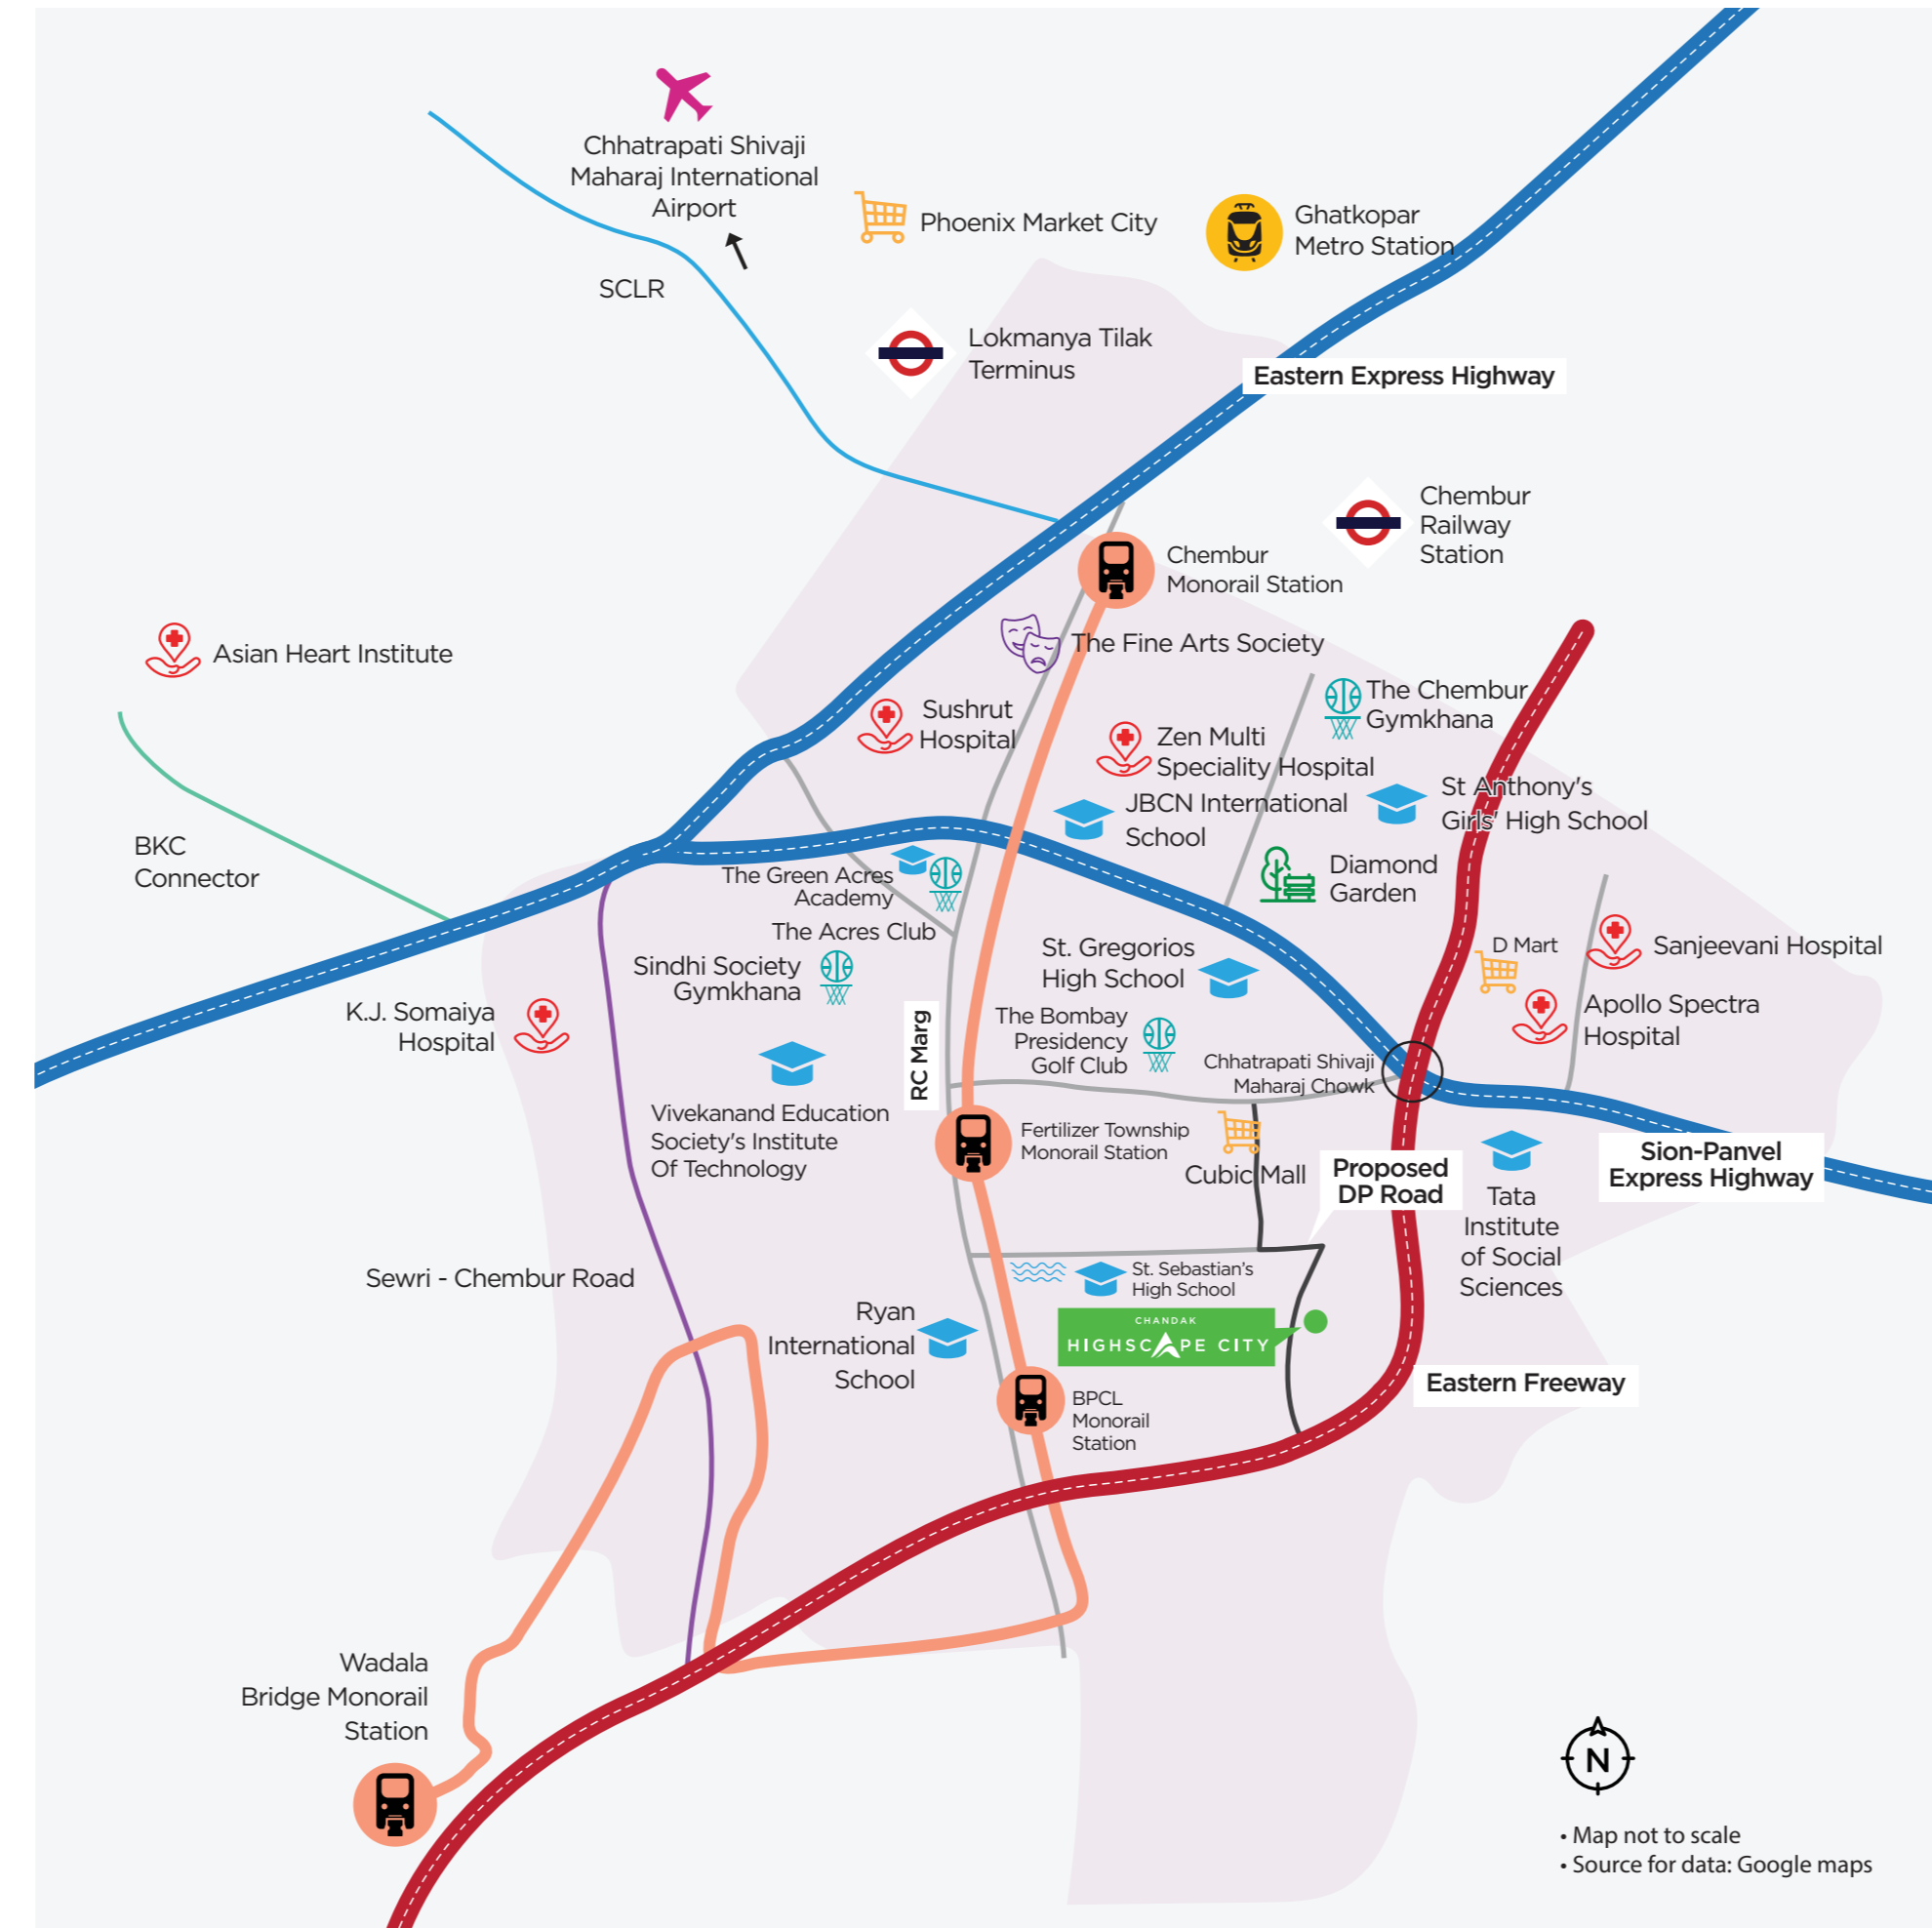 Chhatrapati Shivaji
Maharaj International
Airport
Phoenix Market City
Ghatkopar
Metro Station
SCLR
Lokmanya Tilak
Terminus
Eastern Express Highway
Chembur
Railway
Station
Chembur
Monorail Station
Asian Heart Institute
The Fine Arts Society
The Chembur
Gymkhana
Sushrut
Hospital
Zen Multi
Speciality Hospital
St Anthony's
Girls' High School
JBCN International
School
BKC
Connector
The Green Acres
Academy
Diamond
Garden
The Acres Club
St. Gregorios
High School
D Mart
Sanjeevani Hospital
Sindhi Society
Gymkhana
K.J. Somaiya
Hospital
RC Marg
The Bombay
Presidency
Golf Club
Apollo Spectra
Hospital
Chhatrapati Shivaji
Maharaj Chowk
Vivekanand Education
Society's Institute
Of Technology
Fertilizer Township
Monorail Station
Cubic Mall
Proposed
DP Road
Sion-Panvel
Express Highway
Tata
Institute
of Social
Sciences
Sewri - Chembur Road
St. Sebastian's
High School
Ryan
International
School
CHANDAK
HIGHSCAPE CITY
BPCL
Monorail
Station
Eastern Freeway
Wadala
Bridge Monorail
Station
N
• Map not to scale
• Source for data: Google maps